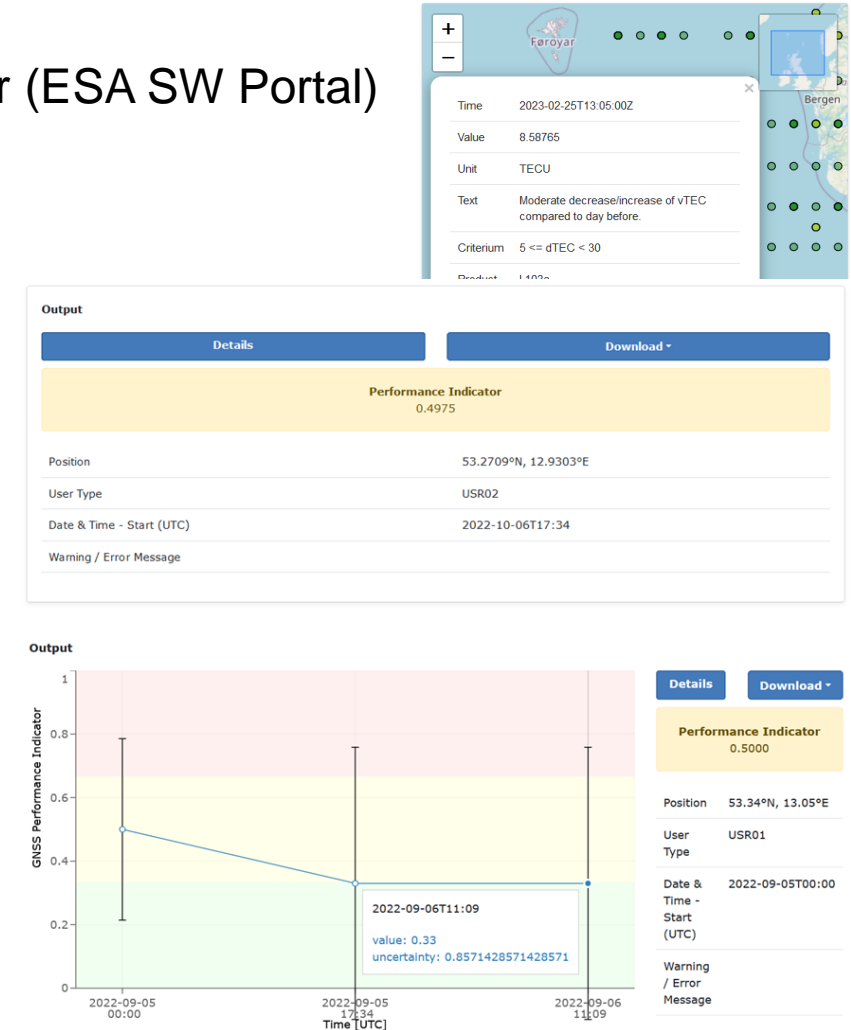 r (ESA SW Portal)
+
−
Føroyar
Bergen
×
Time 2023-02-25T13:05:00Z
Value 8.58765
Unit TECU
Text Moderate decrease/increase of vTEC
compared to day before.
Criterium 5 <= dTEC < 30
Output
Details Download
Performance Indicator
0.4975
Position 53.2709ºN, 12.9303ºE
User Type USR02
Date & Time - Start (UTC) 2022-10-06T17:34
Warning / Error Message
Output
GNSS Performance Indicator
1
0.8
0.6
0.4
0.2
0
2022-09-06T11:09
value: 0.33
uncertainty: 0.8571428571428571
2022-09-05 2022-09-05 2022-09-06
00:00 17:34 11:09
Time [UTC]
Details Download
Performance Indicator
0.5000
Position 53.34ºN, 13.05ºE
User USR01
Type
Date & 2022-09-05T00:00
Time -
Start
(UTC)
Warning
/ Error
Message